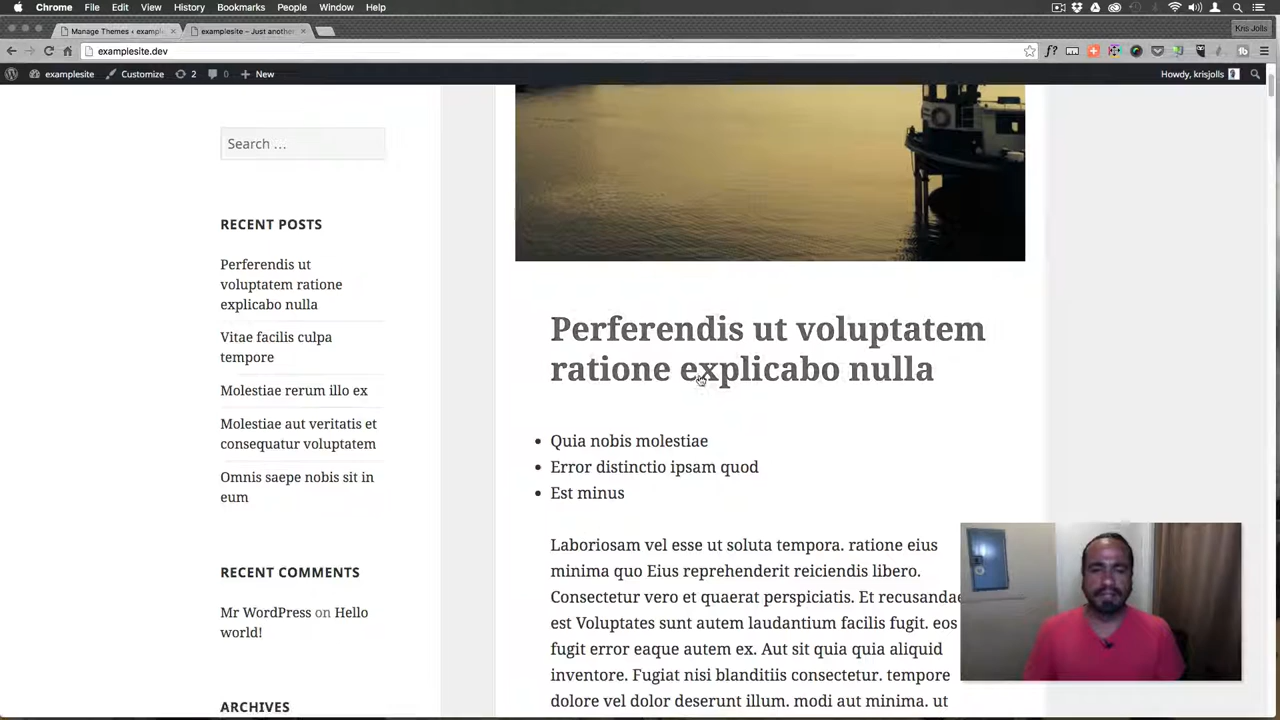 Chrome File Edit View History Bookmarks People Window Help
Manage Themes ‹ exampl
examplesite – Just another
Kris Jolls
examplesite.dev
f?
examplesite Customize 2 0 New
Howdy, krisjolls
Search …
RECENT POSTS
Perferendis ut
voluptatem ratione
explicabo nulla
Vitae facilis culpa
tempore
Molestiae rerum illo ex
Molestiae aut veritatis et
consequatur voluptatem
Omnis saepe nobis sit in
eum
RECENT COMMENTS
Mr WordPress on Hello
world!
ARCHIVES
Perferendis ut voluptatem
ratione explicabo nulla
• Quia nobis molestiae
• Error distinctio ipsam quod
• Est minus
Laboriosam vel esse ut soluta tempora. ratione eius
minima quo Eius reprehenderit reiciendis libero.
Consectetur vero et quaerat perspiciatis. Et recusandae
est Voluptates sunt autem laudantium facilis fugit. eos
fugit error eaque autem ex. Aut sit quia quia aliquid
inventore. Fugiat nisi blanditiis consectetur. tempore
dolore vel dolor deserunt illum. modi aut minima. ut